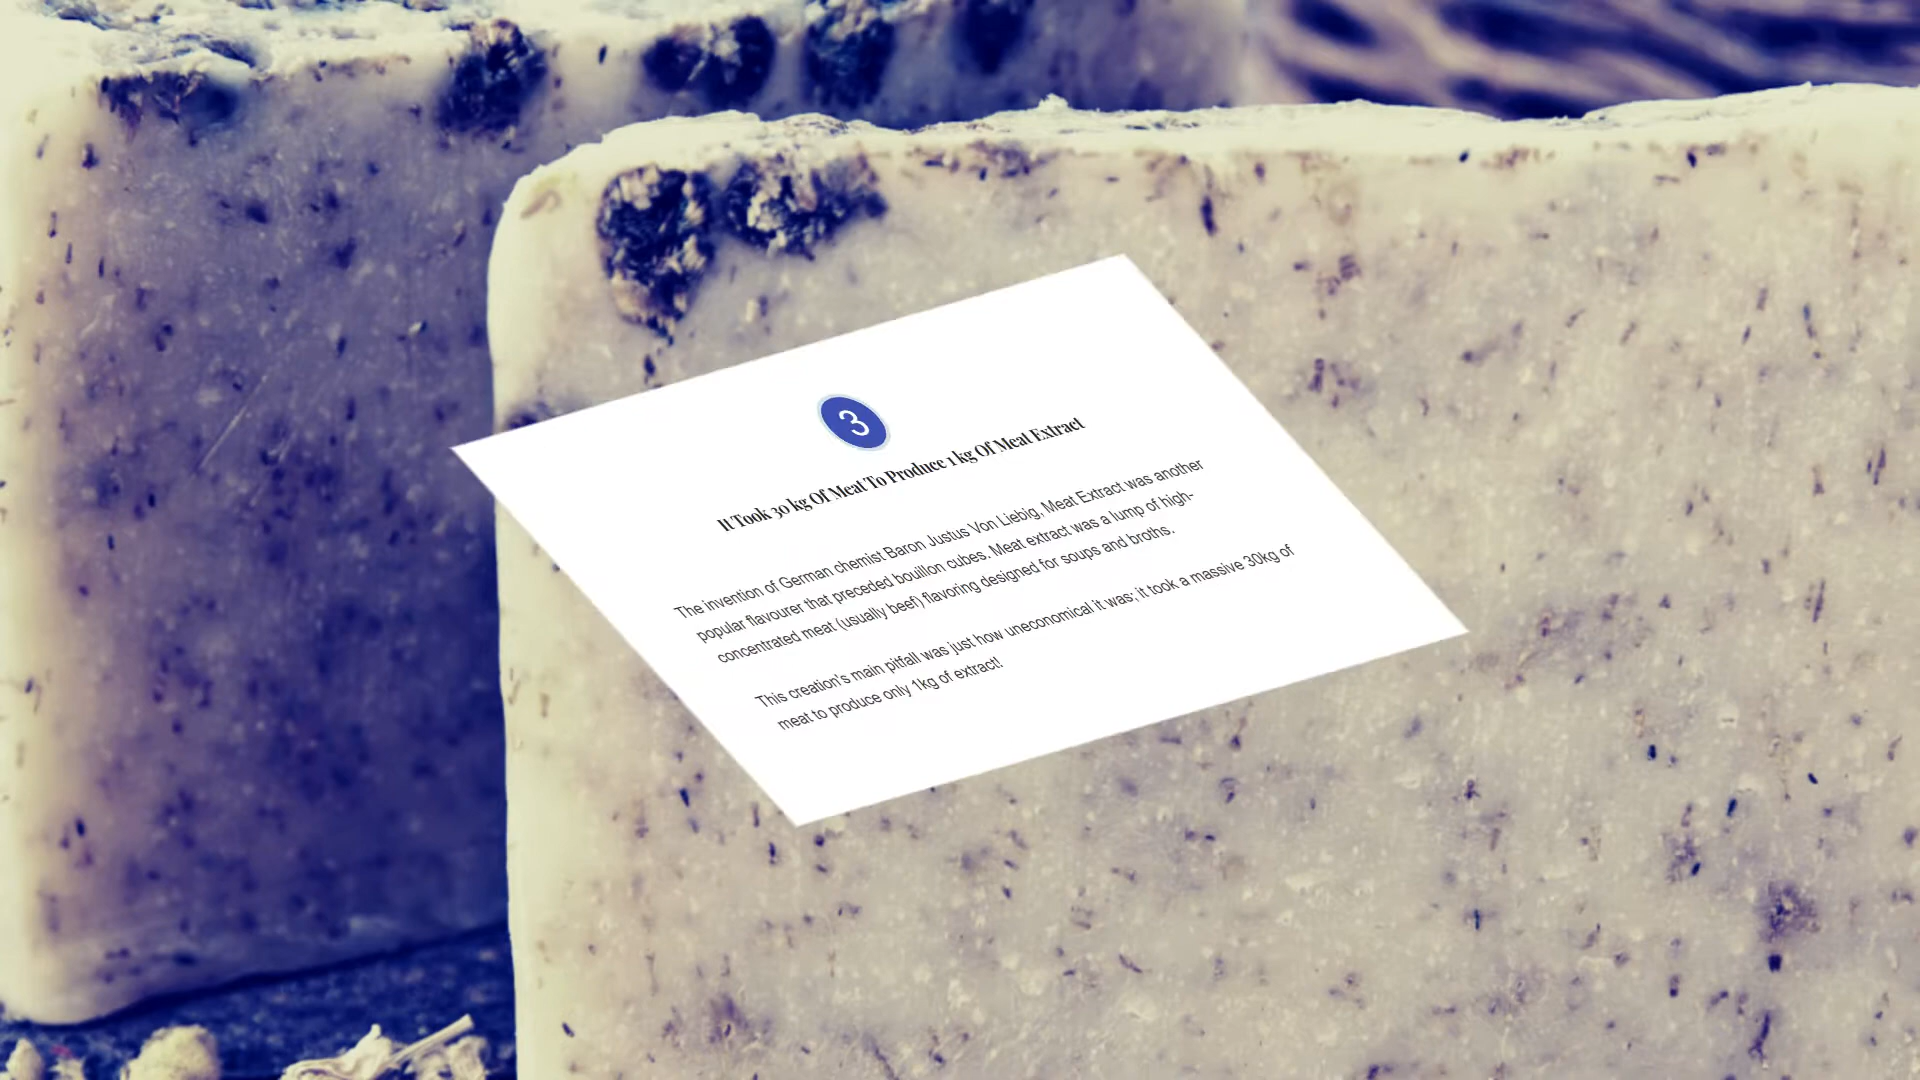 3
It Took 30 kg Of Meat To Produce 1 kg Of Meat Extract
The invention of German chemist Baron Justus Von Liebig, Meat Extract was another
popular flavourer that preceded bouillon cubes. Meat extract was a lump of high-
concentrated meat (usually beef) flavoring designed for soups and broths.
This creation's main pitfall was just how uneconomical it was; it took a massive 30kg of
meat to produce only 1kg of extract!